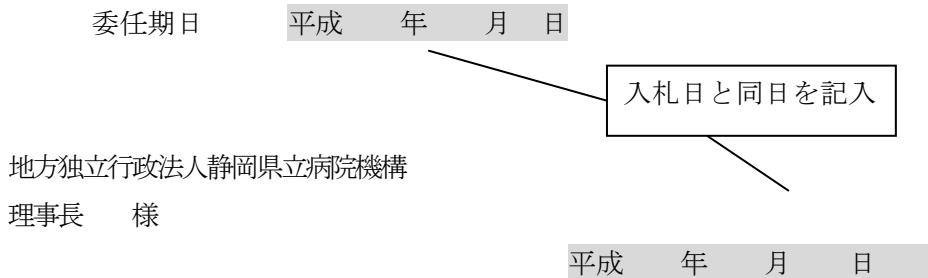 委任期日　　平成　　年　　月　日
入札日と同日を記入
地方独立行政法人静岡県立病院機構
理事長　様
平成　　年　　月　　日